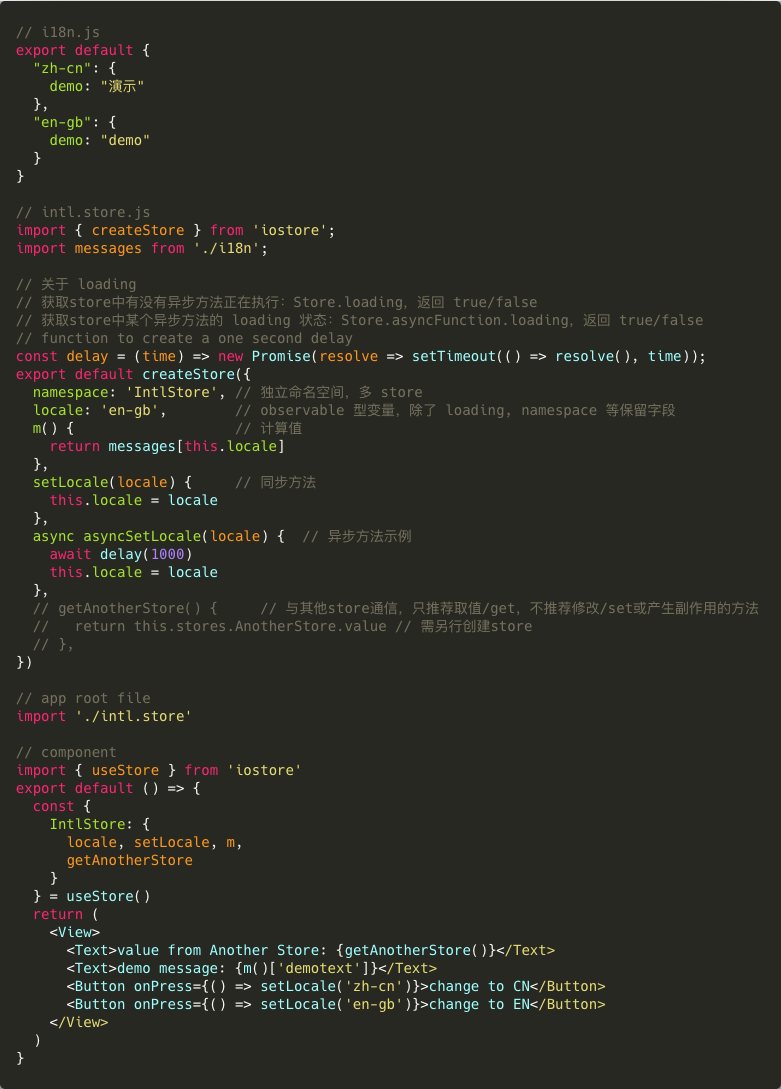 // i18n.js
export default {
  "zh-cn": {
    demo: "演示"
  },
  "en-gb": {
    demo: "demo"
  }
}

// intl.store.js
import { createStore } from 'iostore';
import messages from './i18n';

// 关于 loading
// 获取store中有没有异步方法正在执行：Store.loading，返回 true/false
// 获取store中某个异步方法的 loading 状态：Store.asyncFunction.loading，返回 true/false
// function to create a one second delay
const delay = (time) => new Promise(resolve => setTimeout(() => resolve(), time));
export default createStore({
  namespace: 'IntlStore', // 独立命名空间，多 store
  locale: 'en-gb',        // observable 型变量，除了 loading, namespace 等保留字段
  m() {                   // 计算值
    return messages[this.locale]
  },
  setLocale(locale) {     // 同步方法
    this.locale = locale
  },
  async asyncSetLocale(locale) {  // 异步方法示例
    await delay(1000)
    this.locale = locale
  },
  // getAnotherStore() {     // 与其他store通信，只推荐取值/get，不推荐修改/set或产生副作用的方法
  //   return this.stores.AnotherStore.value // 需另行创建store
  // },
})

// app root file
import './intl.store'

// component
import { useStore } from 'iostore'
export default () => {
  const {
    IntlStore: {
      locale, setLocale, m,
      getAnotherStore
    }
  } = useStore()
  return (
    <View>
      <Text>value from Another Store: {getAnotherStore()}</Text>
      <Text>demo message: {m()['demotext']}</Text>
      <Button onPress={() => setLocale('zh-cn')}>change to CN</Button>
      <Button onPress={() => setLocale('en-gb')}>change to EN</Button>
    </View>
  )
}